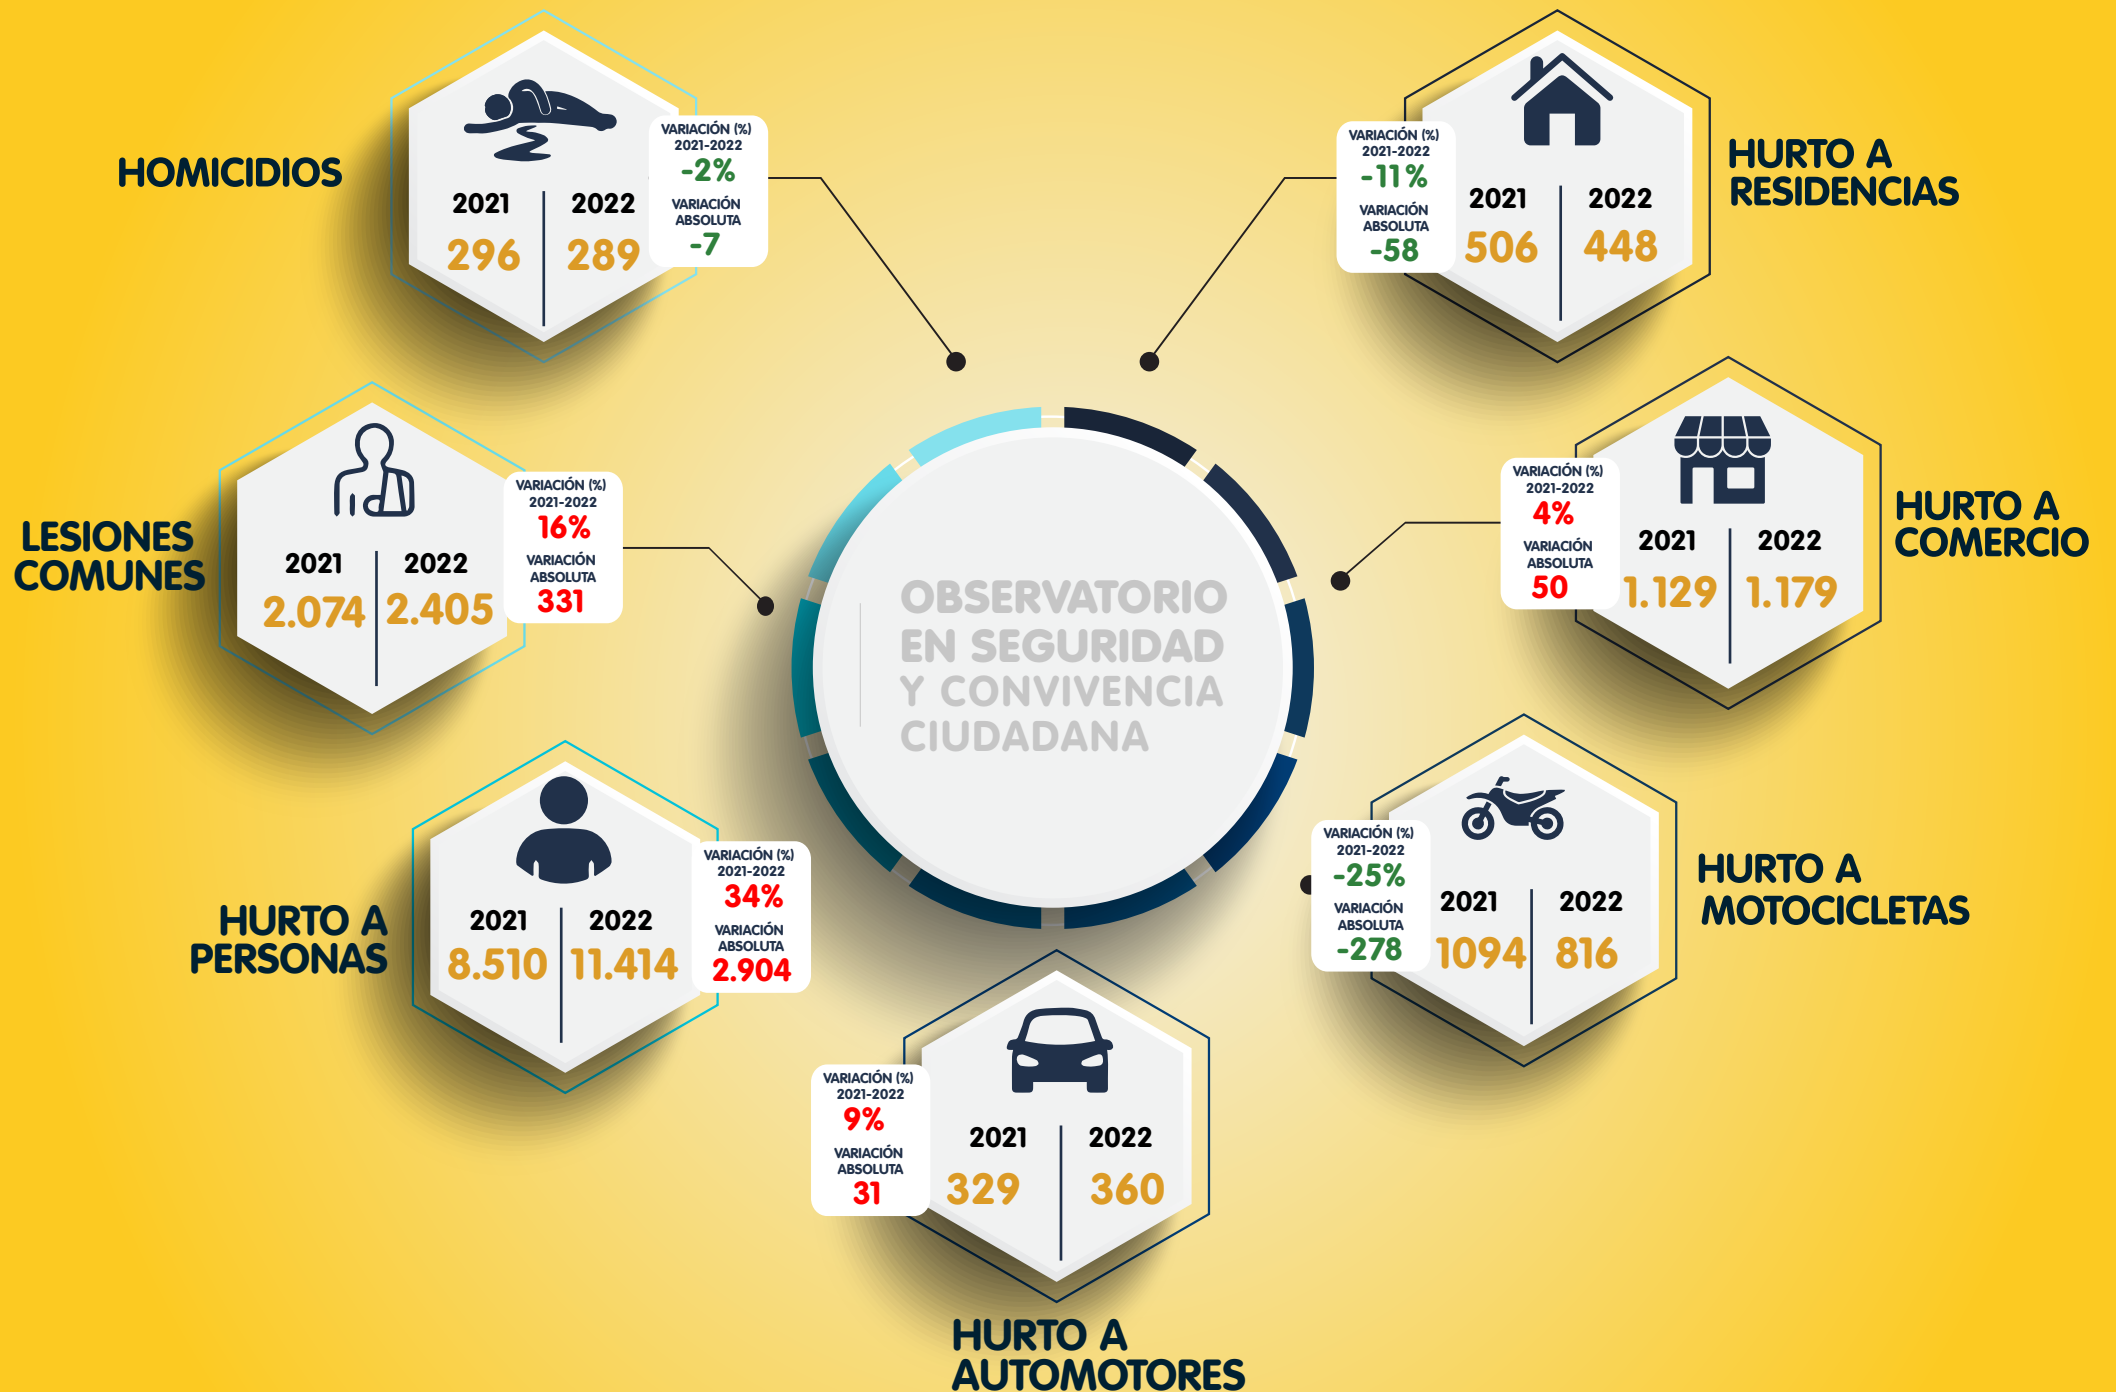 HOMICIDIOS
2021
2022
296
289
VARIACIÓN (%)
2021-2022
-2%
VARIACIÓN
ABSOLUTA
-7
HURTO A
RESIDENCIAS
VARIACIÓN (%)
2021-2022
-11%
VARIACIÓN
ABSOLUTA
-58
2021
2022
506
448
LESIONES
COMUNES
2021
2022
2.074
2.405
VARIACIÓN (%)
2021-2022
16%
VARIACIÓN
ABSOLUTA
331
OBSERVATORIO
EN SEGURIDAD
Y CONVIVENCIA
CIUDADANA
HURTO A
COMERCIO
VARIACIÓN (%)
2021-2022
4%
VARIACIÓN
ABSOLUTA
50
2021
2022
1.129
1.179
HURTO A
PERSONAS
2021
2022
8.510
11.414
VARIACIÓN (%)
2021-2022
34%
VARIACIÓN
ABSOLUTA
2.904
HURTO A
MOTOCICLETAS
VARIACIÓN (%)
2021-2022
-25%
VARIACIÓN
ABSOLUTA
-278
2021
2022
1094
816
VARIACIÓN (%)
2021-2022
9%
VARIACIÓN
ABSOLUTA
31
2021
2022
329
360
HURTO A
AUTOMOTORES